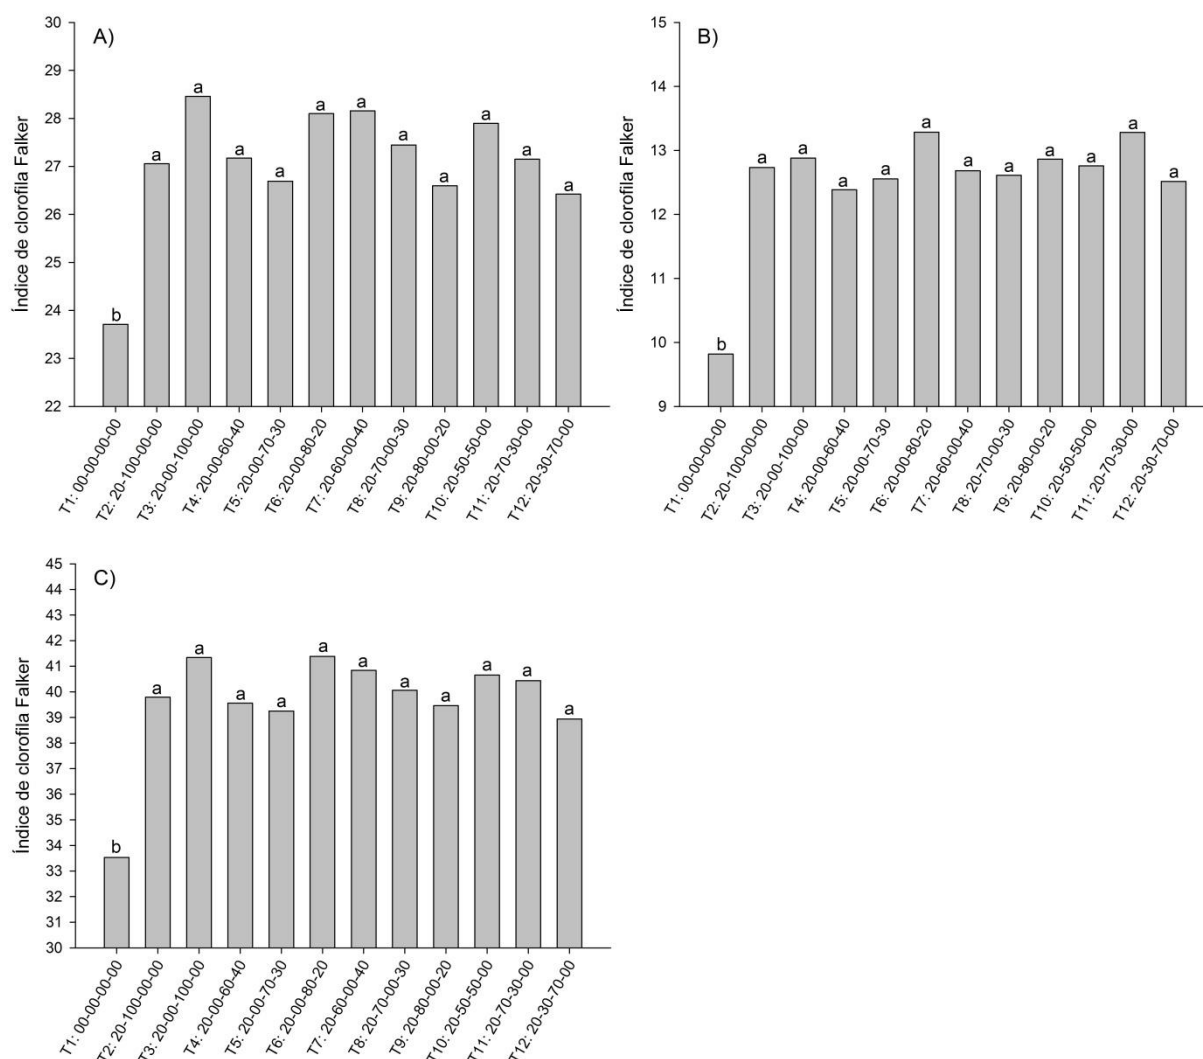 A)
Índice de clorofila Falker
30
29
28
27
26
25
24
23
22
b
a
a
a
a
a
a
a
a
a
a
a
T1: 00-00-00-00
T2: 20-100-00-00
T3: 20-00-100-00
T4: 20-00-60-40
T5: 20-00-70-30
T6: 20-00-80-20
T7: 20-60-00-40
T8: 20-70-00-30
T9: 20-80-00-20
T10: 20-50-50-00
T11: 20-70-30-00
T12: 20-30-70-00
B)
Índice de clorofila Falker
15
14
13
12
11
10
9
b
a
a
a
a
a
a
a
a
a
a
a
T1: 00-00-00-00
T2: 20-100-00-00
T3: 20-00-100-00
T4: 20-00-60-40
T5: 20-00-70-30
T6: 20-00-80-20
T7: 20-60-00-40
T8: 20-70-00-30
T9: 20-80-00-20
T10: 20-50-50-00
T11: 20-70-30-00
T12: 20-30-70-00
C)
Índice de clorofila Falker
45
44
43
42
41
40
39
38
37
36
35
34
33
32
31
30
b
a
a
a
a
a
a
a
a
a
a
a
T1: 00-00-00-00
T2: 20-100-00-00
T3: 20-00-100-00
T4: 20-00-60-40
T5: 20-00-70-30
T6: 20-00-80-20
T7: 20-60-00-40
T8: 20-70-00-30
T9: 20-80-00-20
T10: 20-50-50-00
T11: 20-70-30-00
T12: 20-30-70-00